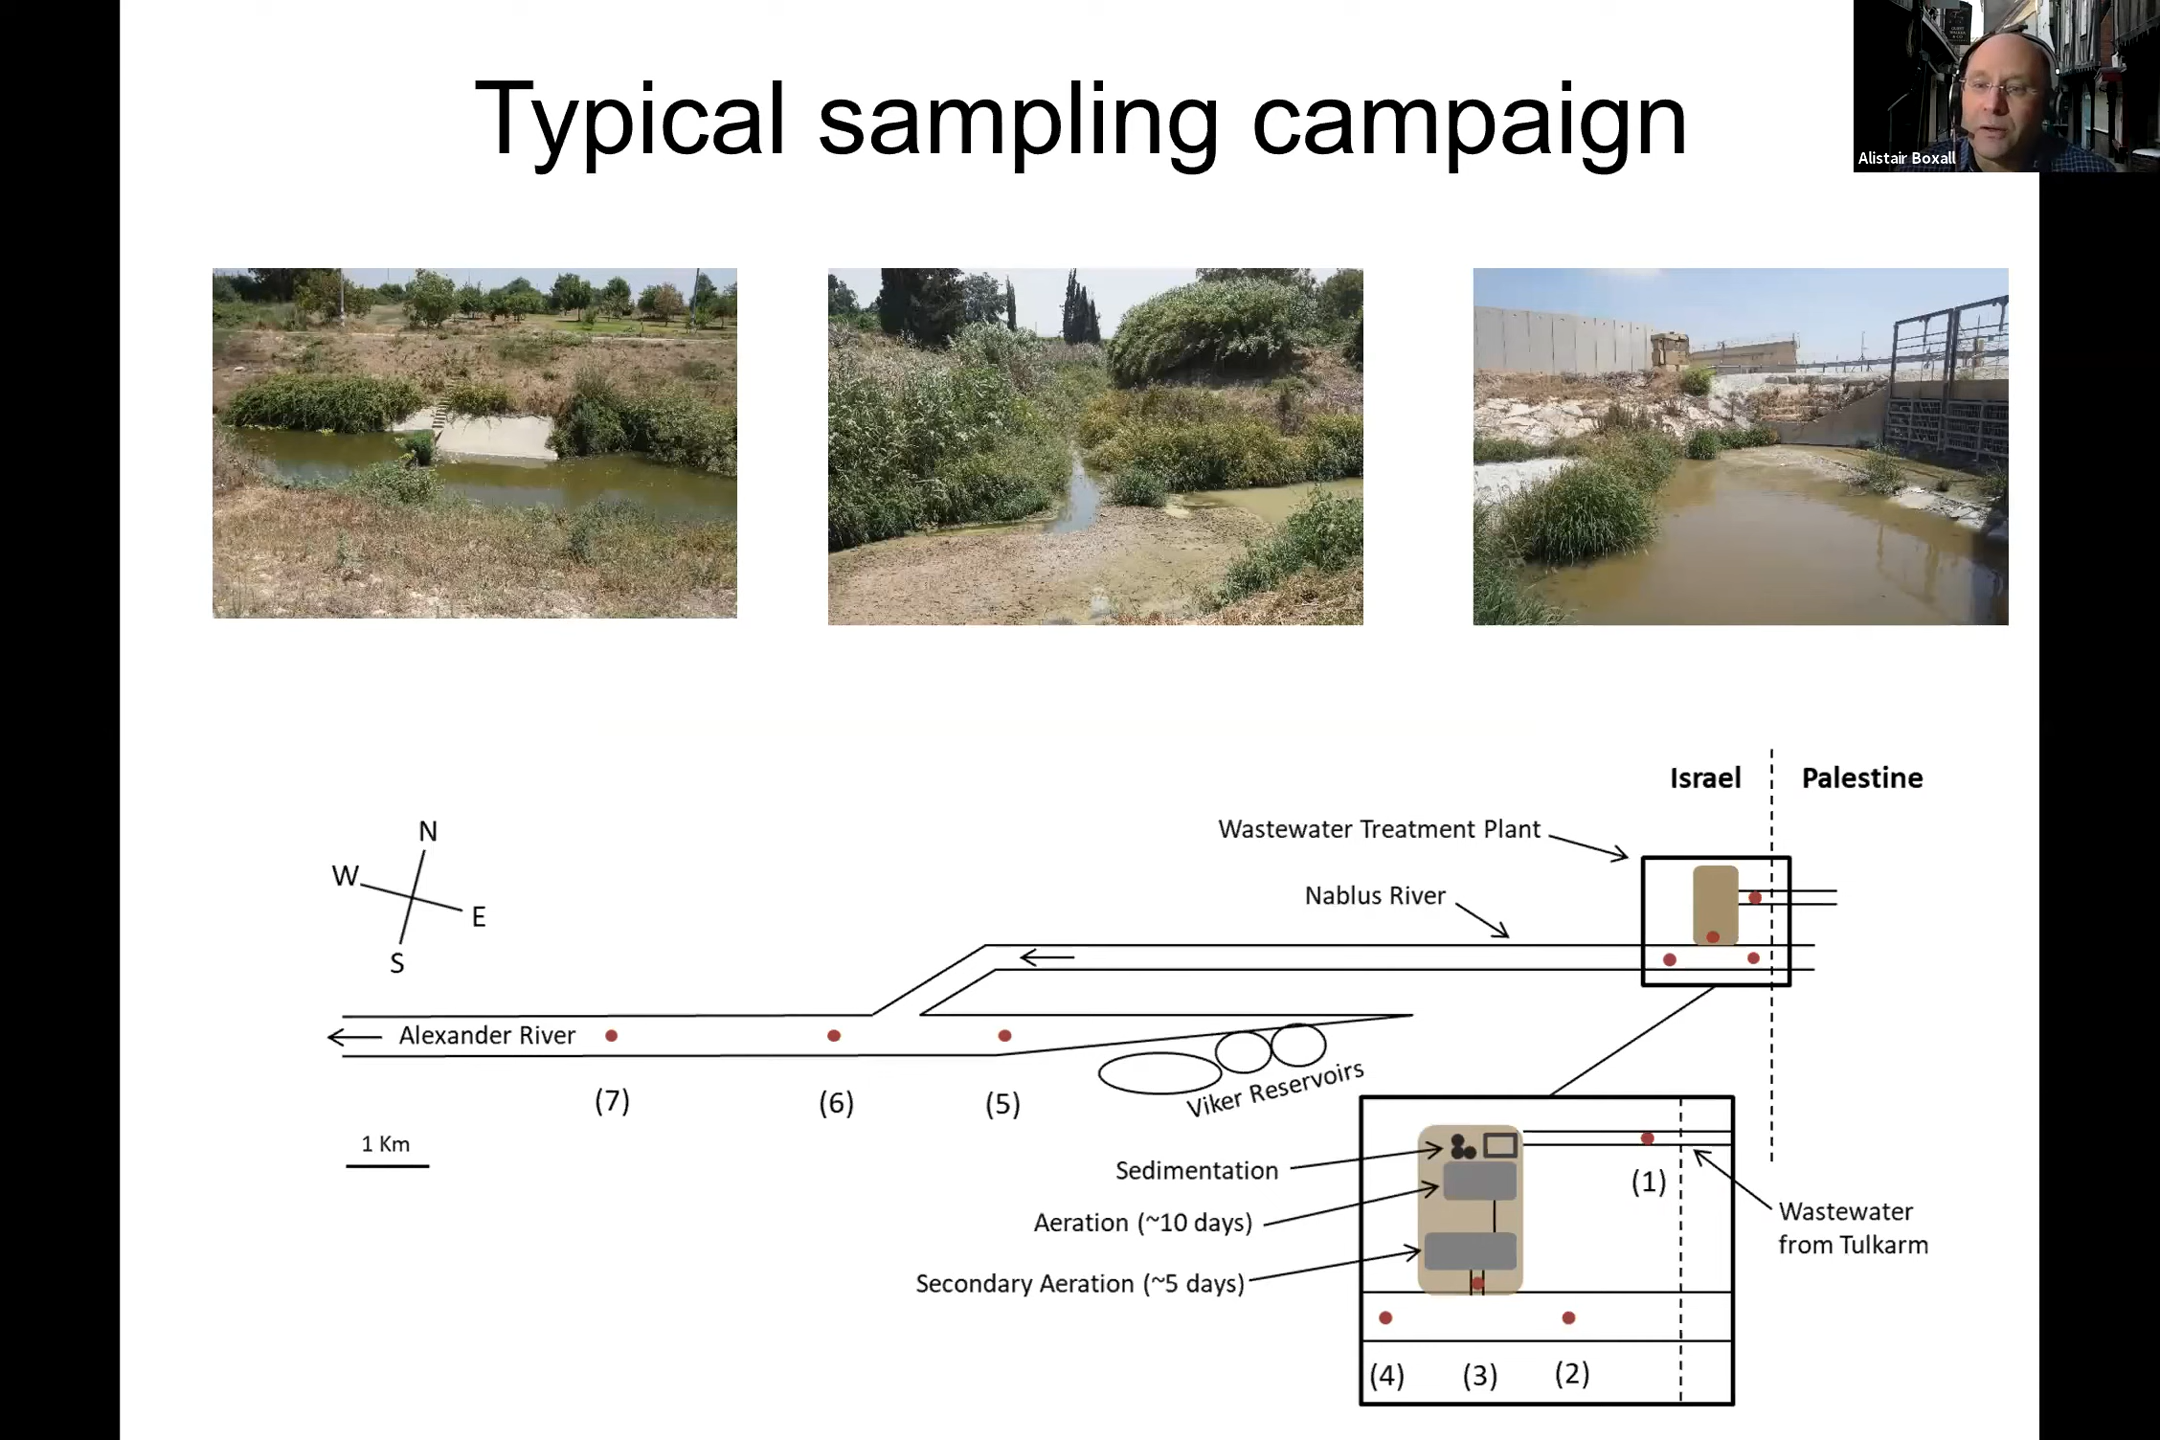 Typical sampling campaign
Alistair Boxall
Israel
Palestine
Wastewater Treatment Plant
Nablus River
N
W
E
S
Alexander River
(7)
(6)
(5)
Viker Reservoirs
1 Km
Sedimentation
Aeration (~10 days)
Secondary Aeration (~5 days)
(1)
Wastewater
from Tulkarm
(4)
(3)
(2)